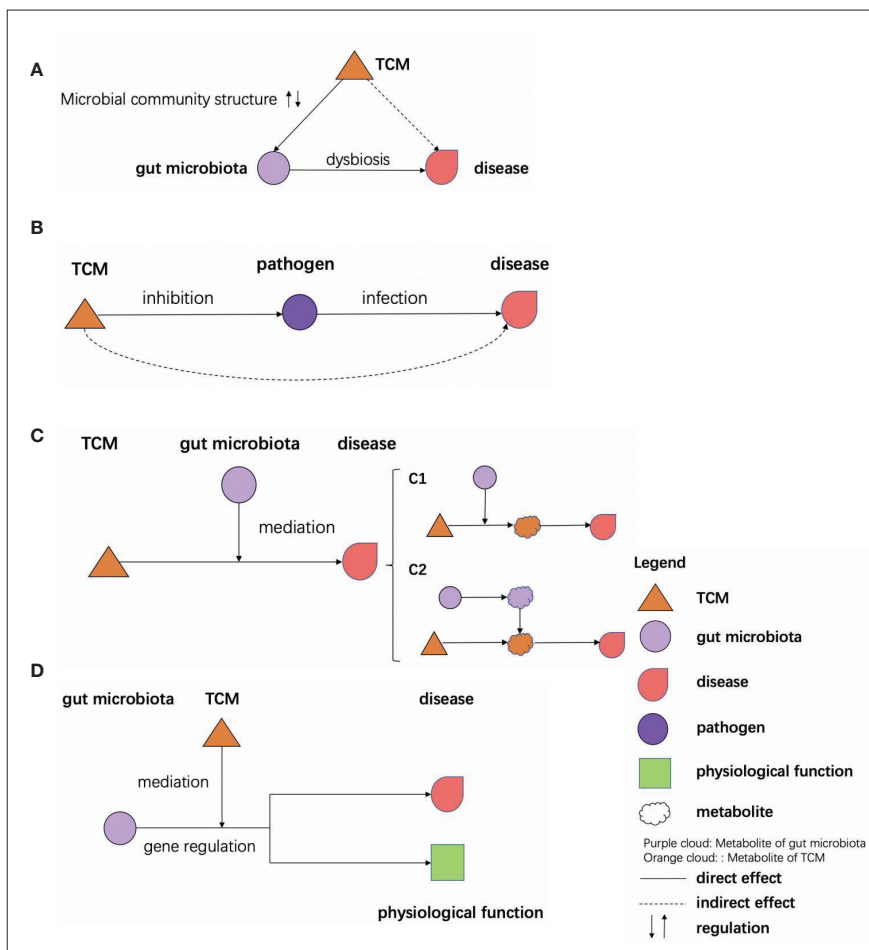 A
TCM
Microbial community structure ↑↓
gut microbiota
dysbiosis
disease
B
TCM
pathogen
disease
inhibition
infection
C
TCM
gut microbiota
disease
mediation
C1
C2
D
gut microbiota
TCM
disease
mediation
gene regulation
physiological function
Legend
TCM
gut microbiota
disease
pathogen
physiological function
metabolite
Purple cloud: Metabolite of gut microbiota
Orange cloud: : Metabolite of TCM
direct effect
indirect effect
↓↑ regulation